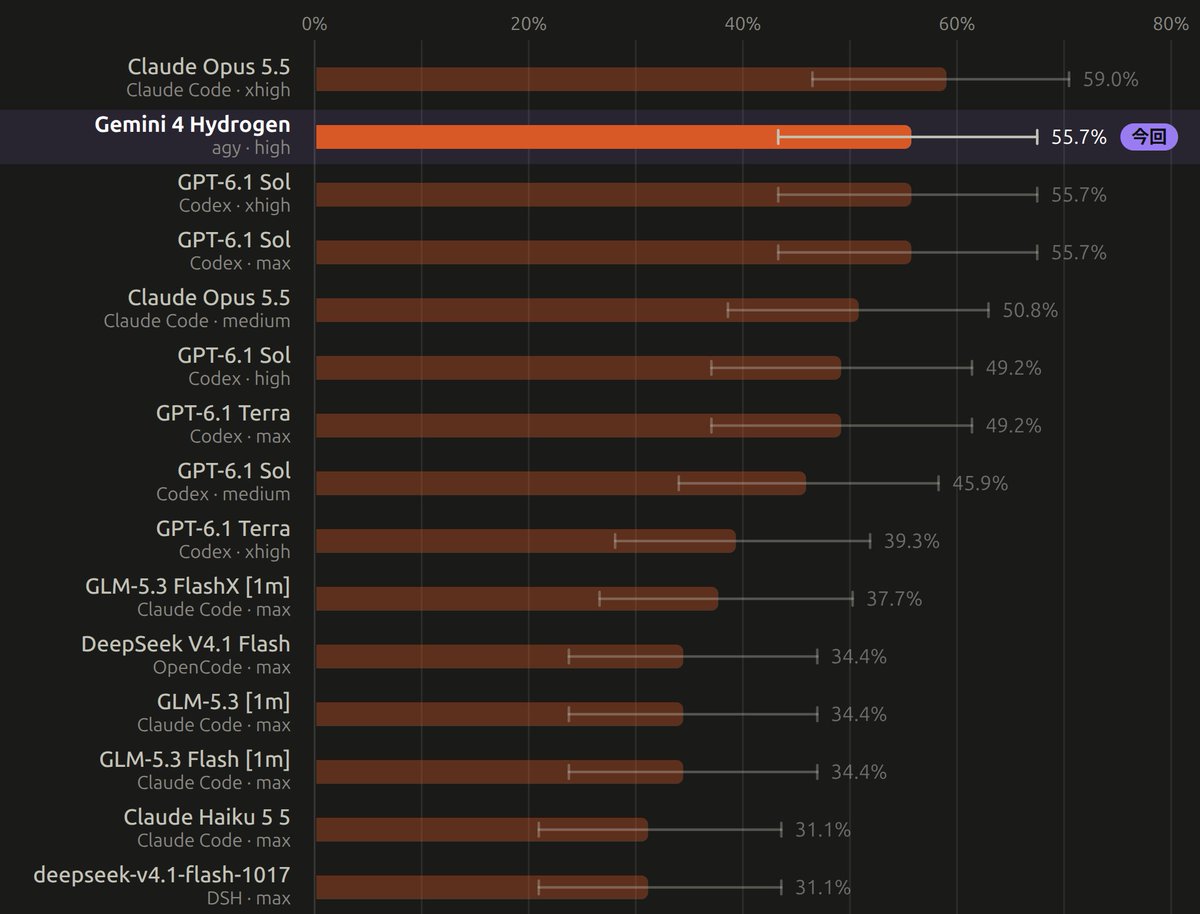 0% 20% 40% 60% 80%
Claude Opus 5.5
Claude Code · xhigh
59.0%
Gemini 4 Hydrogen
agy · high
55.7% 今回
GPT-6.1 Sol
Codex · xhigh
55.7%
GPT-6.1 Sol
Codex · max
55.7%
Claude Opus 5.5
Claude Code · medium
50.8%
GPT-6.1 Sol
Codex · high
49.2%
GPT-6.1 Terra
Codex · max
49.2%
GPT-6.1 Sol
Codex · medium
45.9%
GPT-6.1 Terra
Codex · xhigh
39.3%
GLM-5.3 FlashX [1m]
Claude Code · max
37.7%
DeepSeek V4.1 Flash
OpenCode · max
34.4%
GLM-5.3 [1m]
Claude Code · max
34.4%
GLM-5.3 Flash [1m]
Claude Code · max
34.4%
Claude Haiku 5 5
Claude Code · max
31.1%
deepseek-v4.1-flash-1017
DSH · max
31.1%